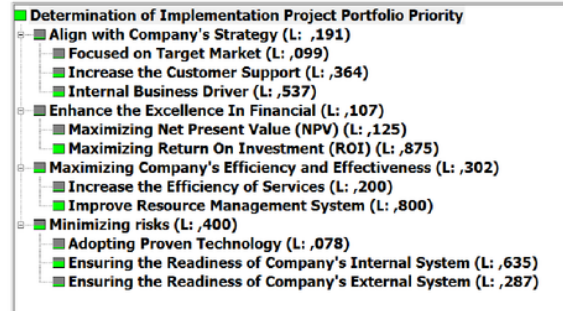 Determination of Implementation Project Portfolio Priority
Align with Company's Strategy (L: ,191)
Focused on Target Market (L: ,099)
Increase the Customer Support (L: ,364)
Internal Business Driver (L: ,537)
Enhance the Excellence In Financial (L: ,107)
Maximizing Net Present Value (NPV) (L: ,125)
Maximizing Return On Investment (ROI) (L: ,875)
Maximizing Company's Efficiency and Effectiveness (L: ,302)
Increase the Efficiency of Services (L: ,200)
Improve Resource Management System (L: ,800)
Minimizing risks (L: ,400)
Adopting Proven Technology (L: ,078)
Ensuring the Readiness of Company's Internal System (L: ,635)
Ensuring the Readiness of Company's External System (L: ,287)